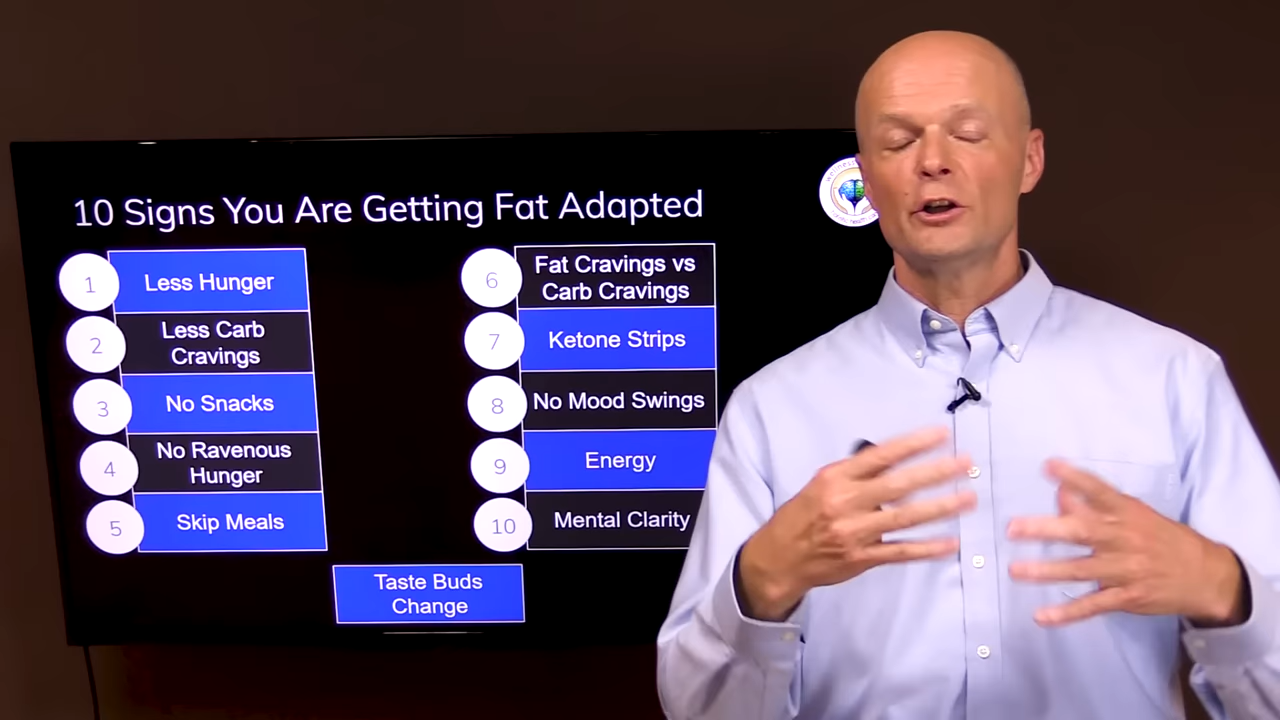 10 Signs You Are Getting Fat Adapted
1
Less Hunger
2
Less Carb
Cravings
3
No Snacks
4
No Ravenous
Hunger
5
Skip Meals
6
Fat Cravings vs
Carb Cravings
7
Ketone Strips
8
No Mood Swings
9
Energy
10
Mental Clarity
Taste Buds
Change